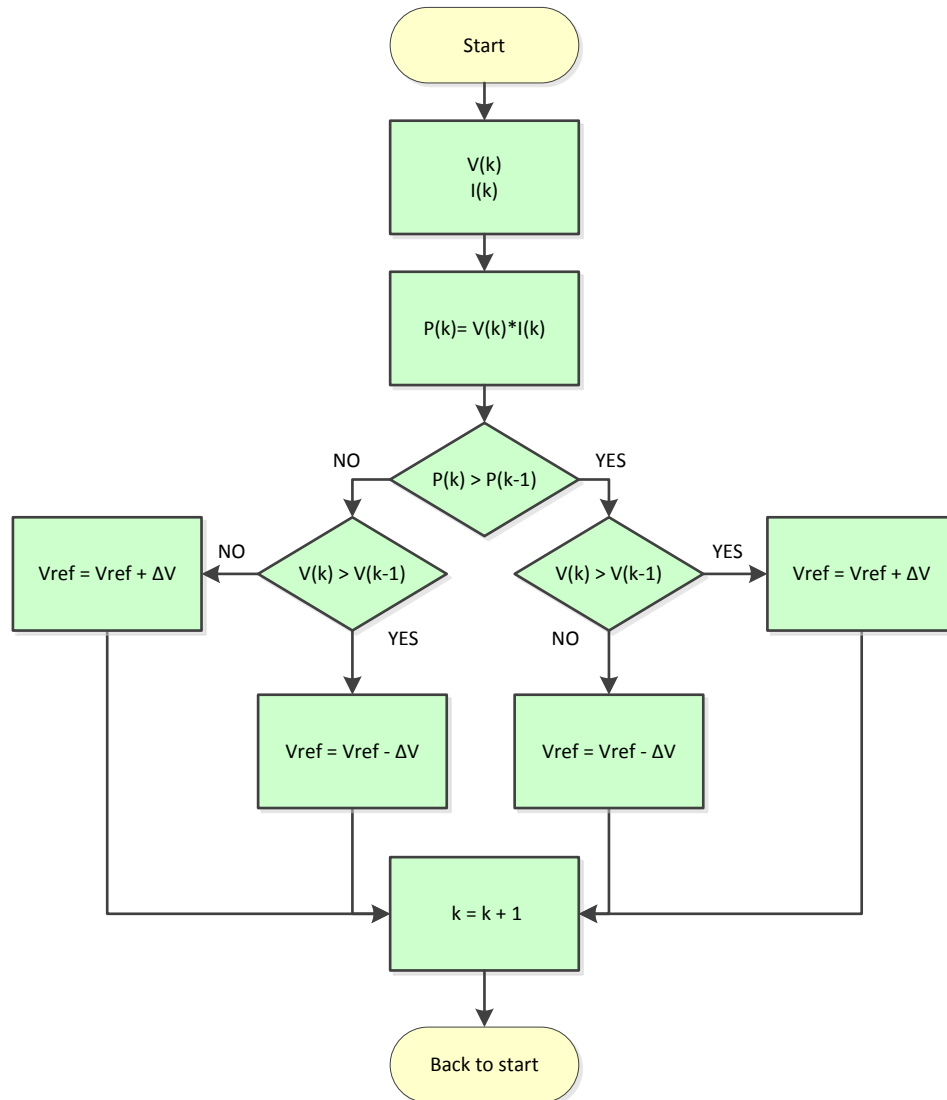 Start
V(k)
I(k)
P(k)= V(k)*I(k)
NO
YES
P(k) > P(k-1)
NO
YES
Vref = Vref + ΔV
V(k) > V(k-1)
V(k) > V(k-1)
Vref = Vref + ΔV
YES
NO
Vref = Vref - ΔV
Vref = Vref - ΔV
k = k + 1
Back to start